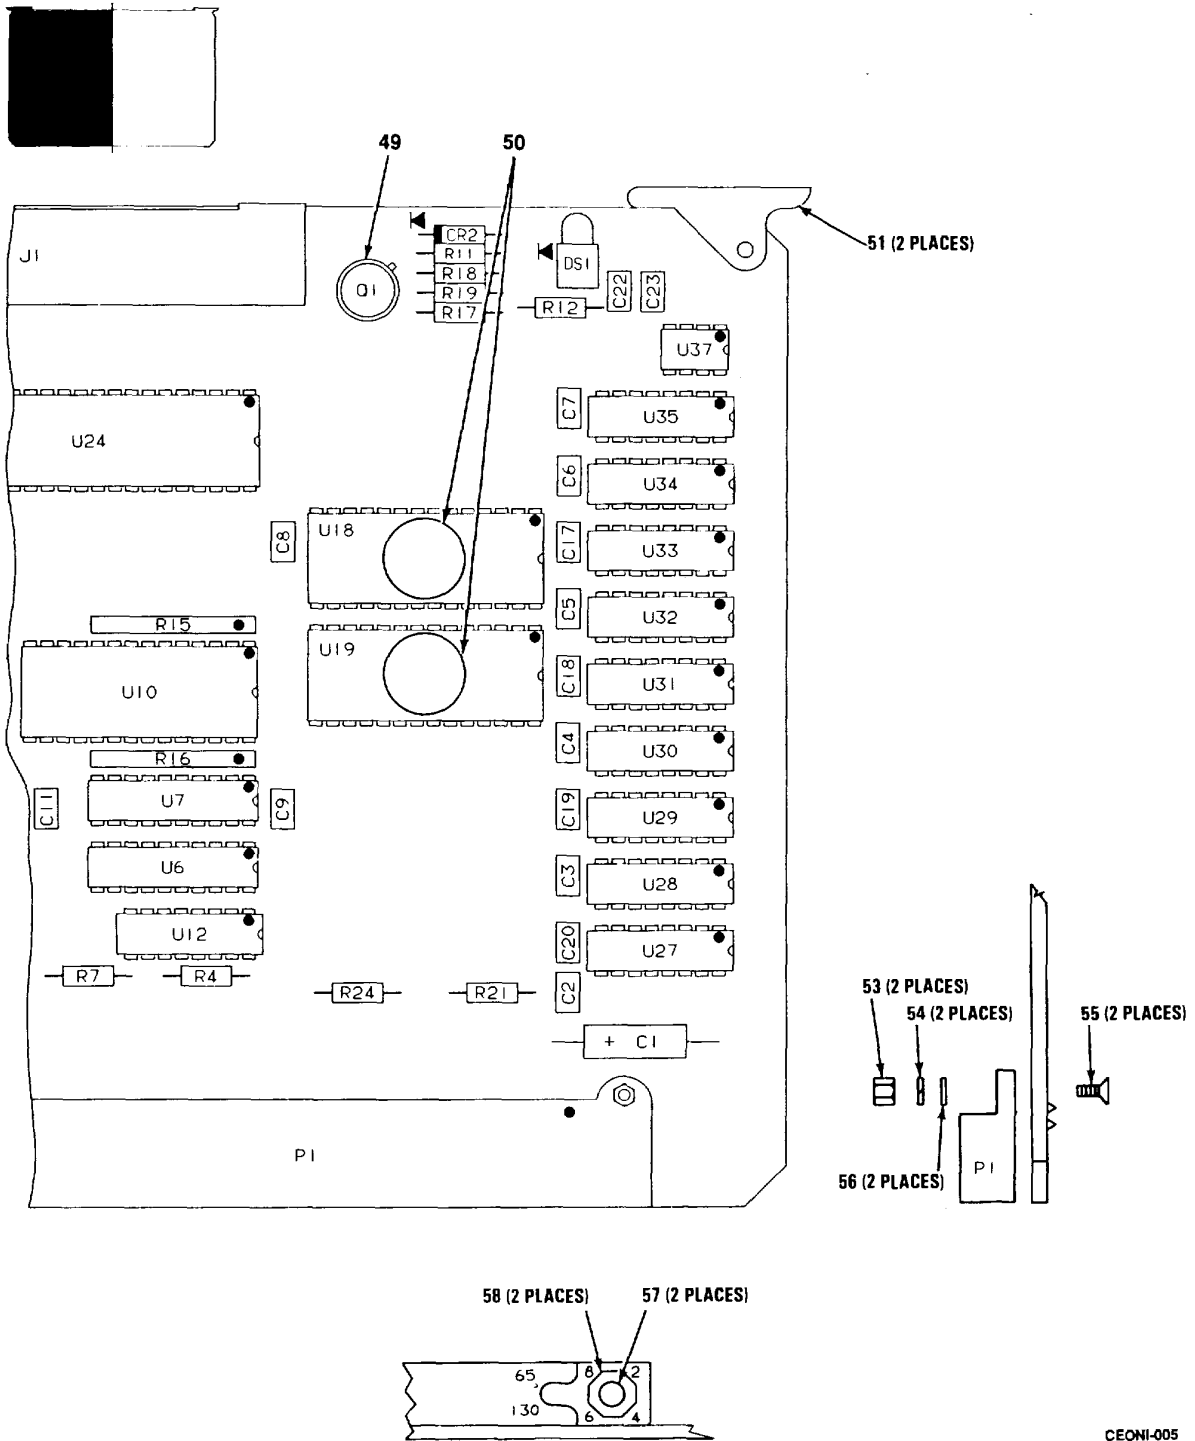 49
50
51 (2 PLACES)
J1
Q1
CR2
R11
R18
R19
R17
DS1
C22
C23
R12
U37
C7
U35
U24
C6
U34
C8
U18
C17
U33
C5
U32
R15
U19
C18
U31
U10
C4
U30
R16
C11
U7
C9
C19
U29
U6
C3
U28
U12
C20
U27
R7
R4
R24
R21
C2
+ C1
P1
53 (2 PLACES)
54 (2 PLACES)
55 (2 PLACES)
56 (2 PLACES)
P1
58 (2 PLACES)
57 (2 PLACES)
65
8 2
130
6 4
CEONI-005